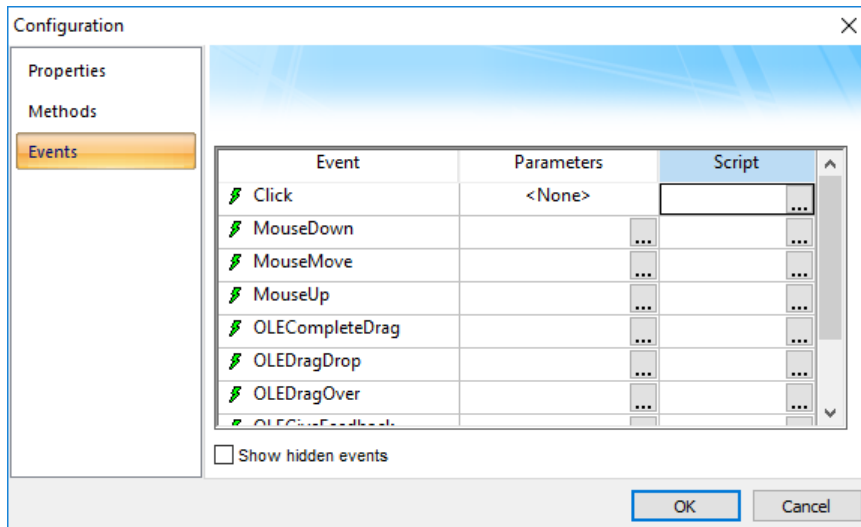 Configuration
Properties
Methods
Events
Event Parameters Script
Click <None> ...
MouseDown ... ...
MouseMove ... ...
MouseUp ... ...
OLECompleteDrag ... ...
OLEDragDrop ... ...
OLEDragOver ... ...
Show hidden events
OK Cancel